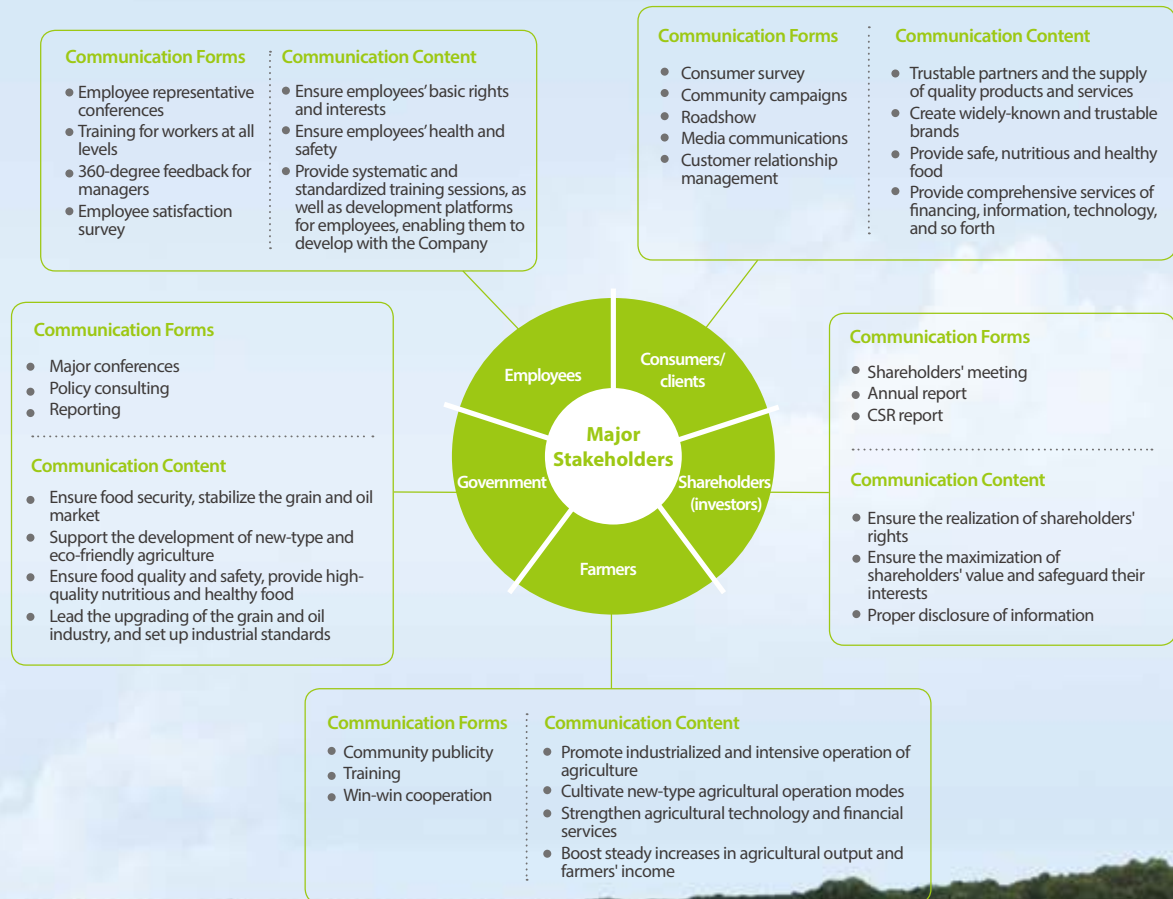 Communication Forms
Employee representative
conferences
Training for workers at all
levels
360-degree feedback for
managers
Employee satisfaction
survey
Communication Content
Ensure employees' basic rights
and interests
Ensure employees' health and
safety
Provide systematic and
standardized training sessions, as
well as development platforms
for employees, enabling them to
develop with the Company
Communication Forms
Consumer survey
Community campaigns
Roadshow
Media communications
Customer relationship
management
Communication Content
Trustable partners and the supply
of quality products and services
Create widely-known and trustable
brands
Provide safe, nutritious and healthy
food
Provide comprehensive services of
financing, information, technology,
and so forth
Communication Forms
Major conferences
Policy consulting
Reporting
Communication Content
Ensure food security, stabilize the grain and oil
market
Support the development of new-type and
eco-friendly agriculture
Ensure food quality and safety, provide high-
quality nutritious and healthy food
Lead the upgrading of the grain and oil
industry, and set up industrial standards
Employees
Consumers/
clients
Major
Stakeholders
Government
Shareholders
(investors)
Farmers
Communication Forms
Shareholders' meeting
Annual report
CSR report
Communication Content
Ensure the realization of shareholders'
rights
Ensure the maximization of
shareholders' value and safeguard their
interests
Proper disclosure of information
Communication Forms
Community publicity
Training
Win-win cooperation
Communication Content
Promote industrialized and intensive operation of
agriculture
Cultivate new-type agricultural operation modes
Strengthen agricultural technology and financial
services
Boost steady increases in agricultural output and
farmers' income